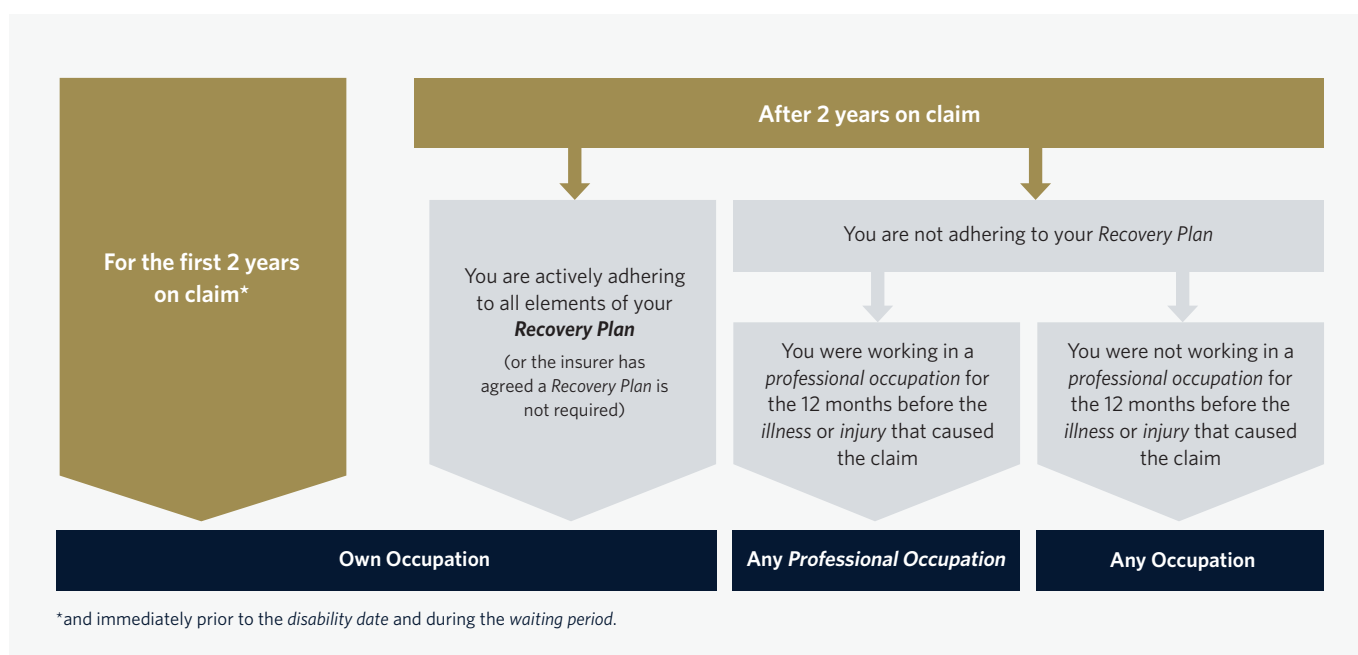 For the first 2 years
on claim*
After 2 years on claim
You are actively adhering
to all elements of your
Recovery Plan
(or the insurer has
agreed a Recovery Plan is
not required)
You are not adhering to your Recovery Plan
You were working in a
professional occupation for
the 12 months before the
illness or injury that caused
the claim
You were not working in a
professional occupation for
the 12 months before the
illness or injury that caused
the claim
Own Occupation
Any Professional Occupation
Any Occupation
*and immediately prior to the disability date and during the waiting period.